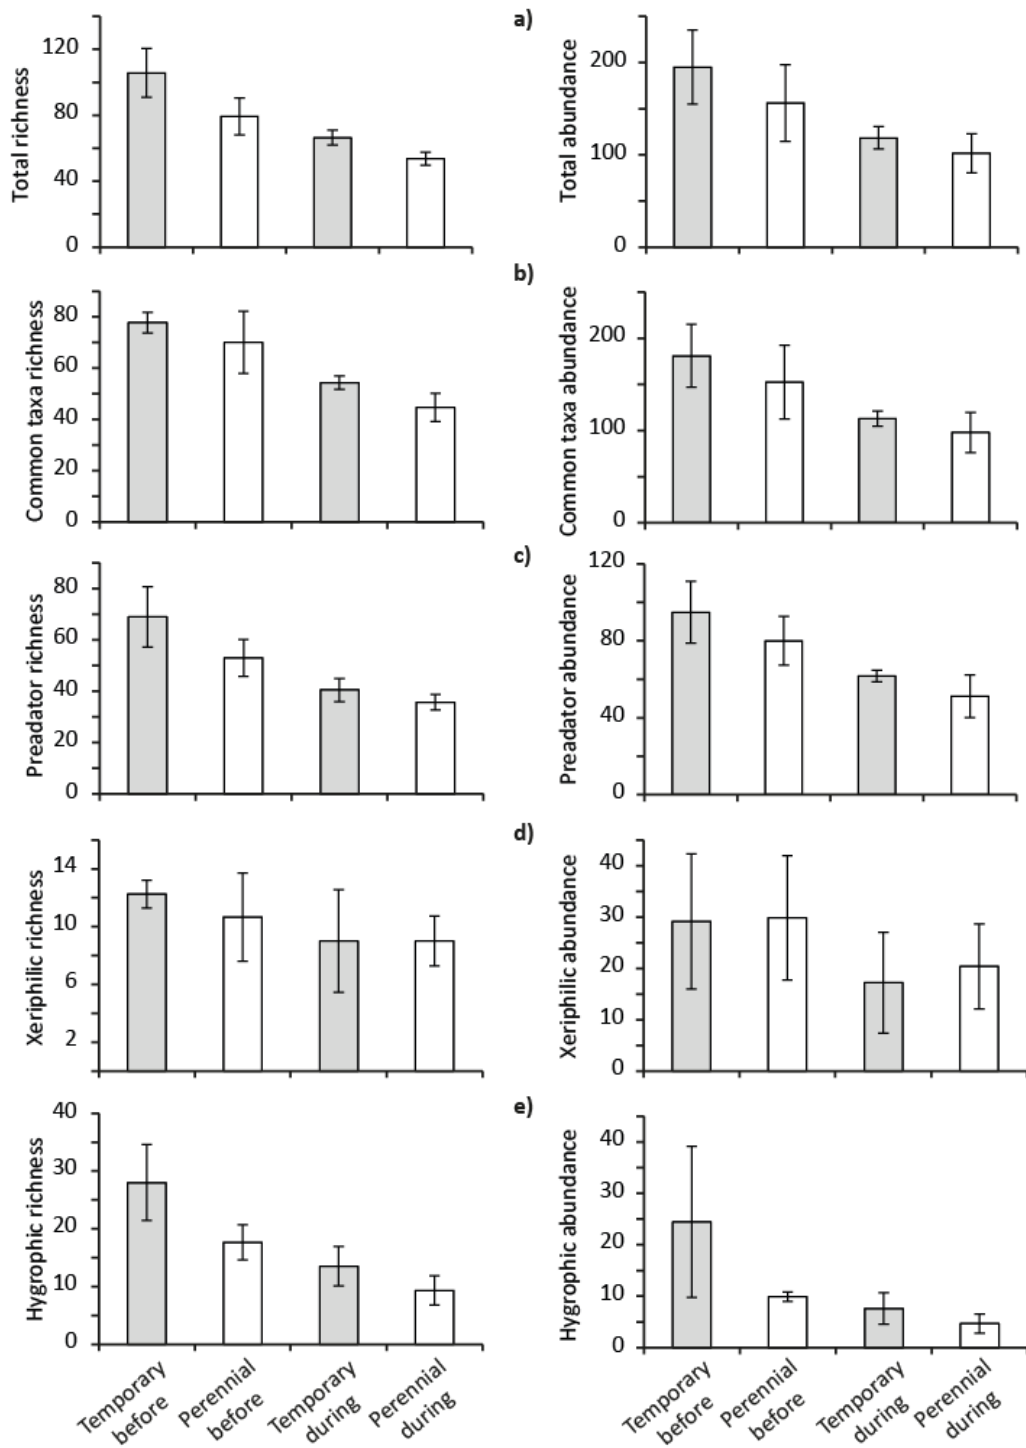 a)
Total richness
120
80
40
0
Total abundance
200
100
0
b)
Common taxa richness
80
60
40
20
0
Common taxa abundance
200
100
0
c)
Preadator richness
80
60
40
20
0
Preadator abundance
120
80
40
0
d)
Xeriphilic richness
14
10
6
2
Xeriphilic abundance
40
30
20
10
0
e)
Hygrophic richness
40
30
20
10
0
Hygrophic abundance
40
30
20
10
0
Temporary
before
Perennial
before
Temporary
during
Perennial
during
Temporary
before
Perennial
before
Temporary
during
Perennial
during